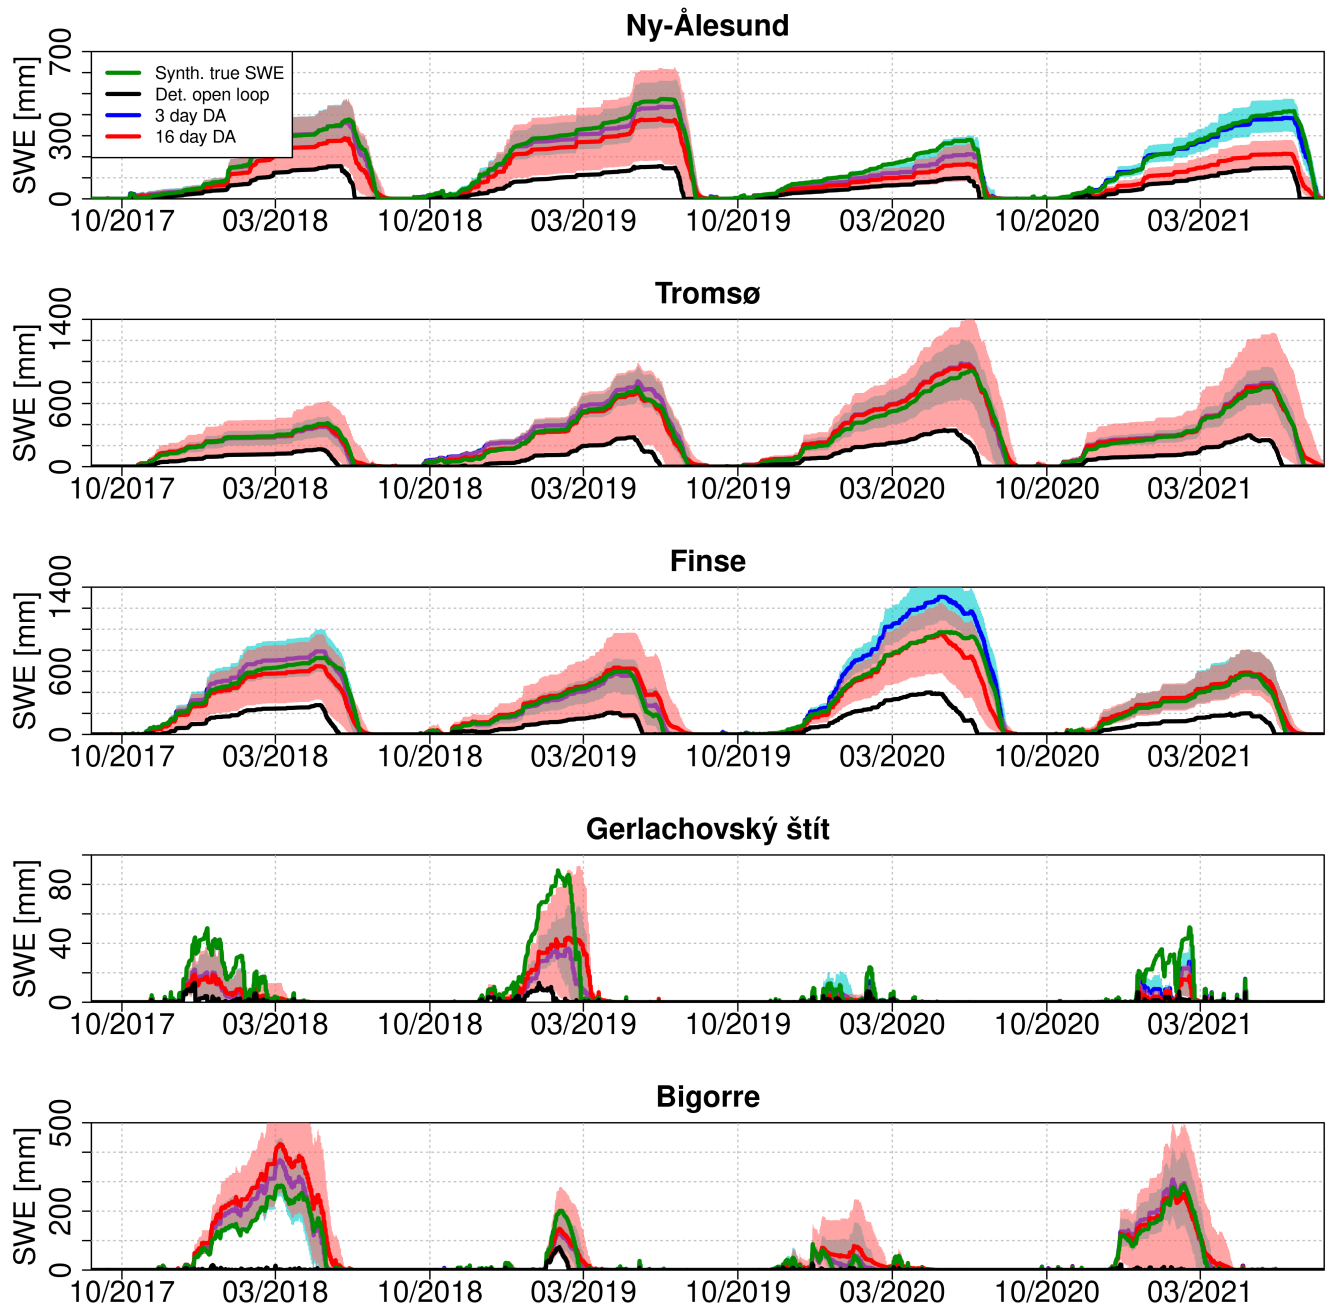 Ny-Ålesund
SWE [mm]
700
300
0
Synth. true SWE
Det. open loop
3 day DA
16 day DA
10/2017 03/2018 10/2018 03/2019 10/2019 03/2020 10/2020 03/2021
Tromsø
SWE [mm]
1400
600
0
10/2017 03/2018 10/2018 03/2019 10/2019 03/2020 10/2020 03/2021
Finse
SWE [mm]
1400
600
0
10/2017 03/2018 10/2018 03/2019 10/2019 03/2020 10/2020 03/2021
Gerlachovský štít
SWE [mm]
80
40
0
10/2017 03/2018 10/2018 03/2019 10/2019 03/2020 10/2020 03/2021
Bigorre
SWE [mm]
500
200
0
10/2017 03/2018 10/2018 03/2019 10/2019 03/2020 10/2020 03/2021